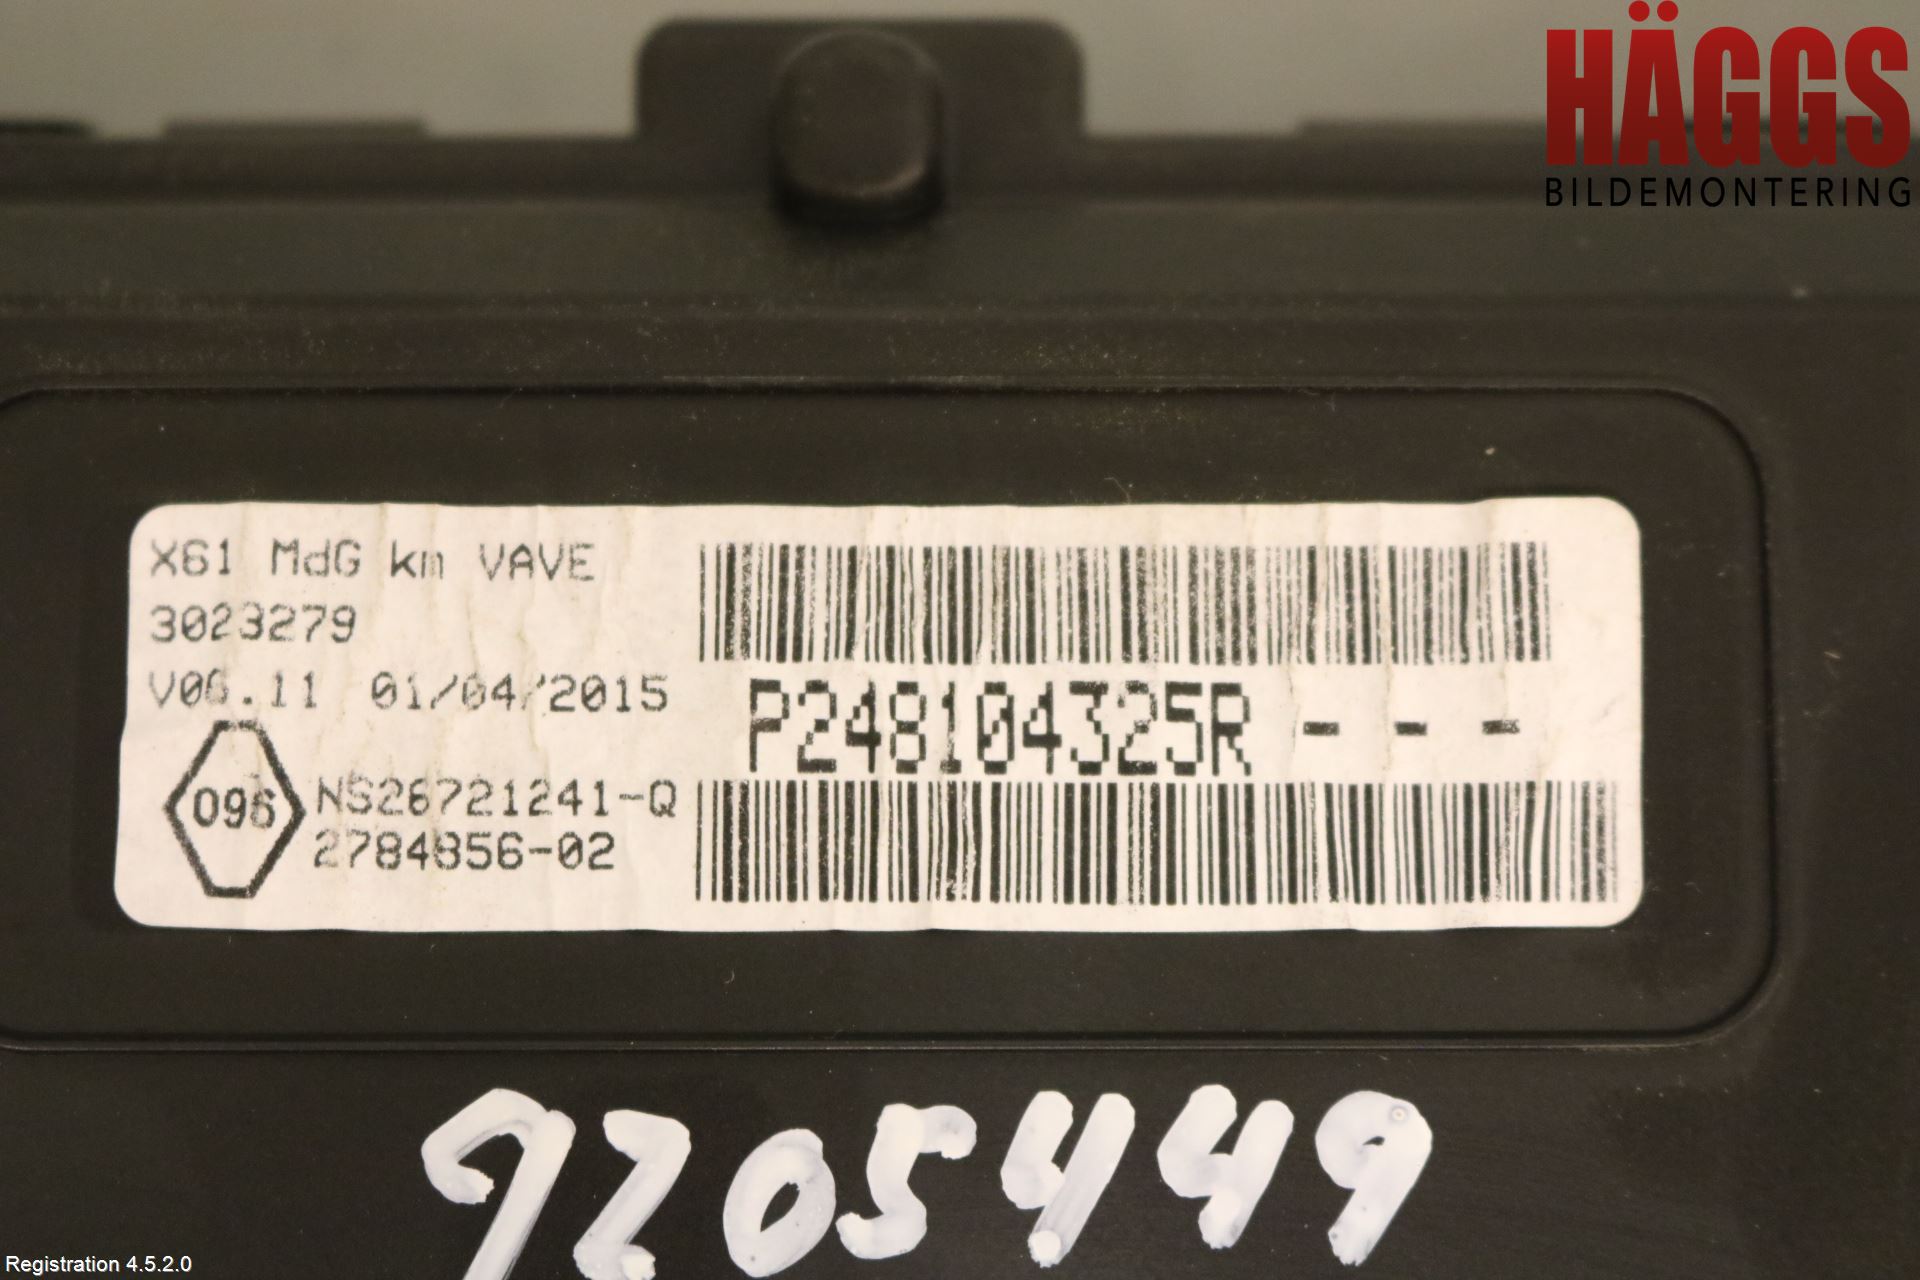 HÄGGS
BILDEMONTERING
X61 MdG km VAVE
3023279
V06.11 01/04/2015
P248104325R - - -
096
NS26721241-Q
2784856-02
7205449
Registration 4.5.2.0